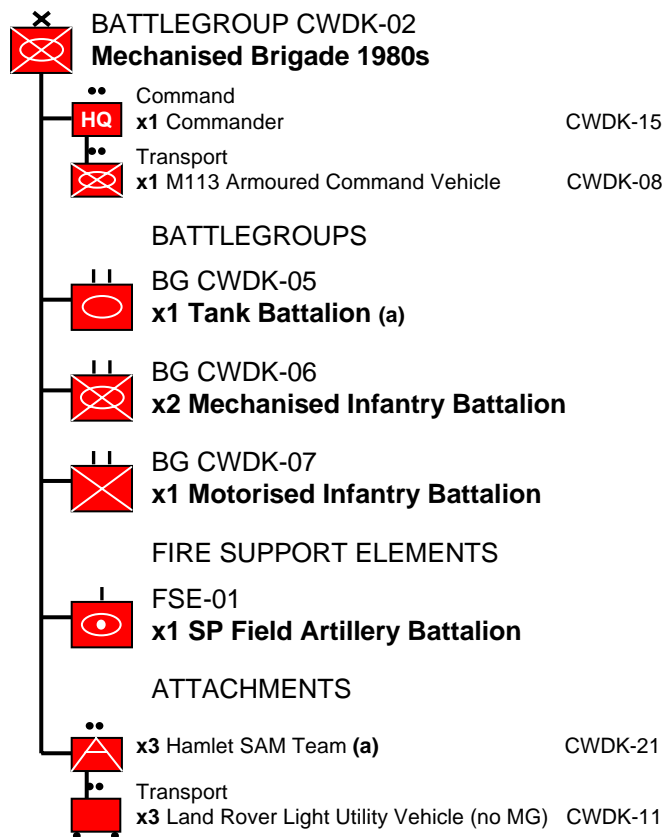 BATTLEGROUP CWDK-02
Mechanised Brigade 1980s
Command
HQ x1 Commander CWDK-15
Transport
x1 M113 Armoured Command Vehicle CWDK-08
BATTLEGROUPS
BG CWDK-05
x1 Tank Battalion (a)
BG CWDK-06
x2 Mechanised Infantry Battalion
BG CWDK-07
x1 Motorised Infantry Battalion
FIRE SUPPORT ELEMENTS
FSE-01
x1 SP Field Artillery Battalion
ATTACHMENTS
x3 Hamlet SAM Team (a) CWDK-21
Transport
x3 Land Rover Light Utility Vehicle (no MG) CWDK-11